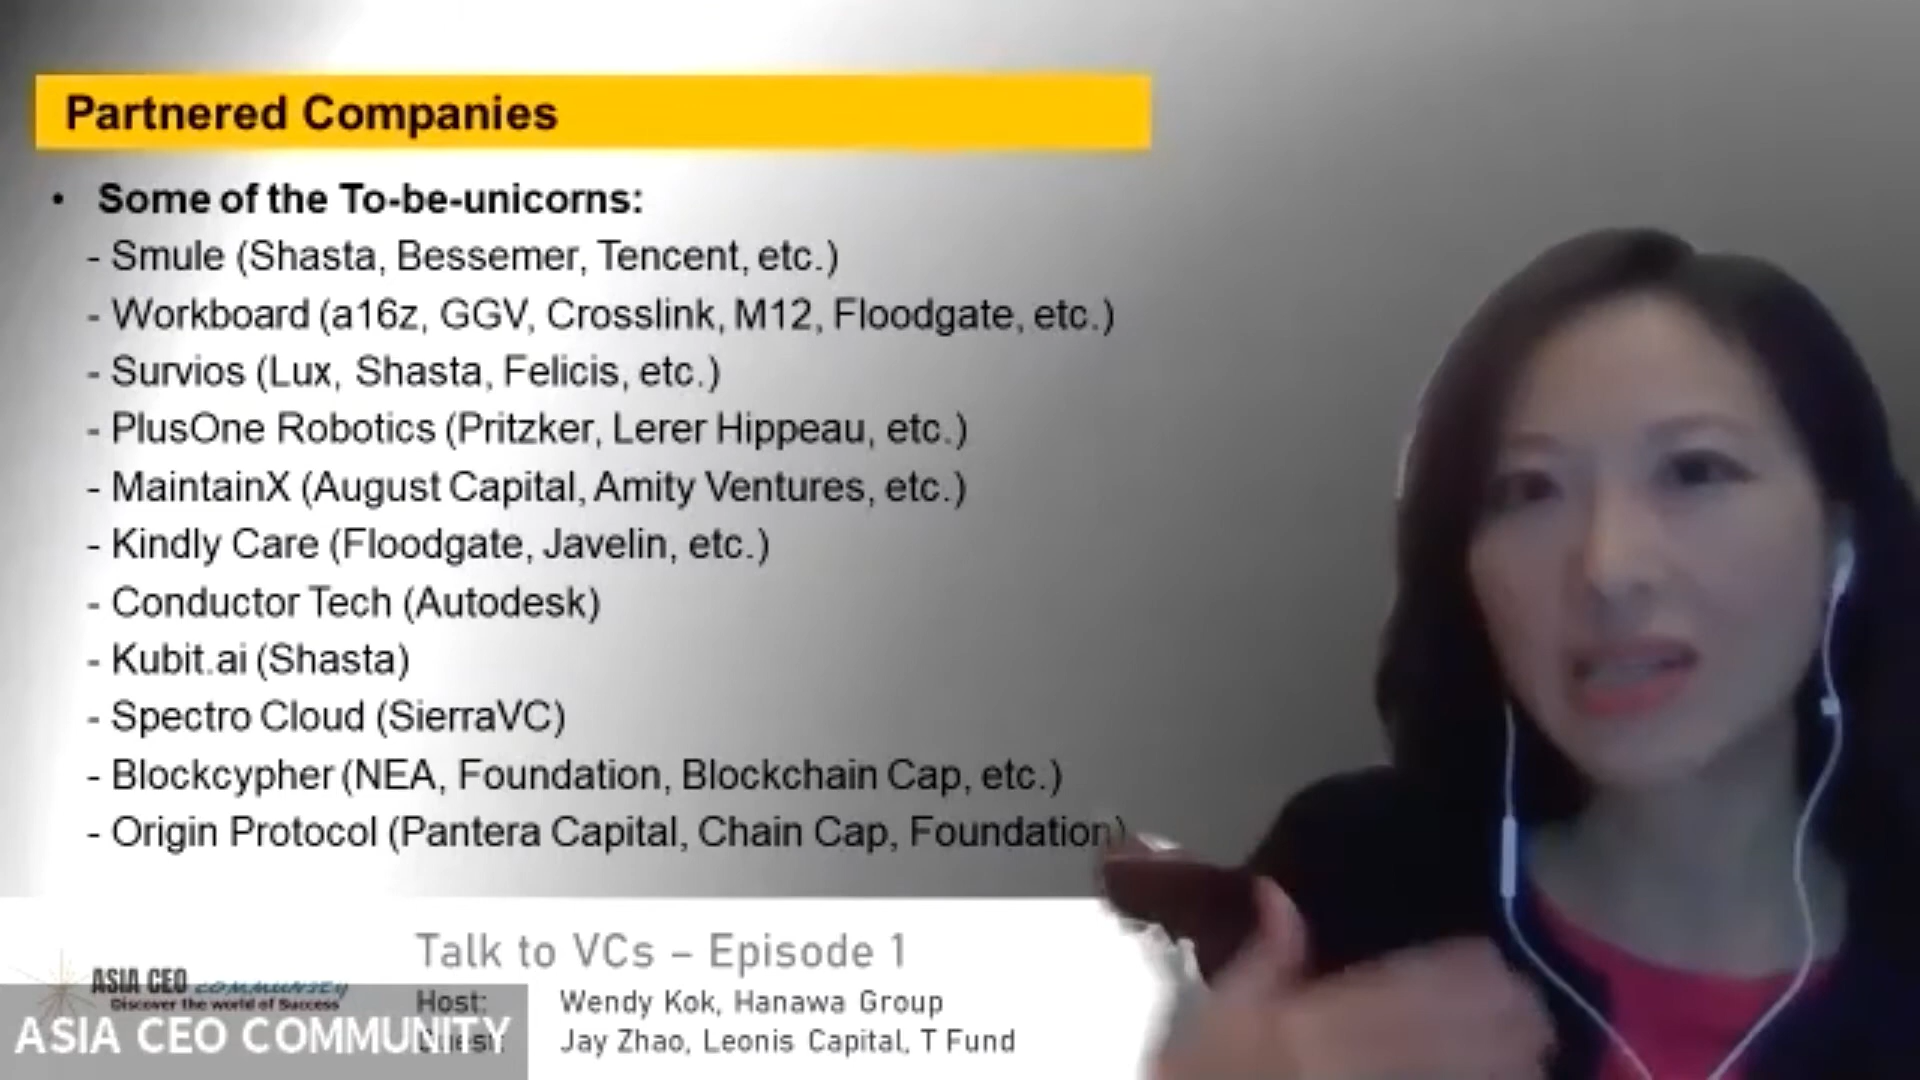 Partnered Companies
• Some of the To-be-unicorns:
- Smule (Shasta, Bessemer, Tencent, etc.)
- Workboard (a16z, GGV, Crosslink, M12, Floodgate, etc.)
- Survios (Lux, Shasta, Felicis, etc.)
- PlusOne Robotics (Pritzker, Lerer Hippeau, etc.)
- MaintainX (August Capital, Amity Ventures, etc.)
- Kindly Care (Floodgate, Javelin, etc.)
- Conductor Tech (Autodesk)
- Kubit.ai (Shasta)
- Spectro Cloud (SierraVC)
- Blockcypher (NEA, Foundation, Blockchain Cap, etc.)
- Origin Protocol (Pantera Capital, Chain Cap, Foundation)
Talk to VCs – Episode 1
ASIA CEO COMMUNITY
Discover the world of Success
Host: Wendy Kok, Hanawa Group
Guest: Jay Zhao, Leonis Capital, T Fund
ASIA CEO COMMUNITY